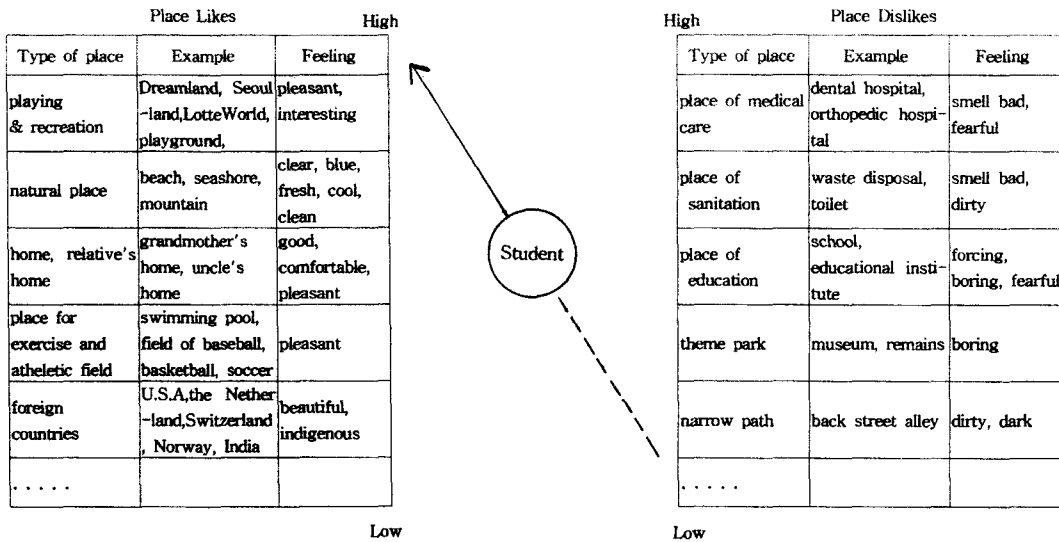 Place Likes
High
Type of place
Example
Feeling
playing
& recreation
Dreamland, Seoul
-land,LotteWorld,
playground,
pleasant,
interesting
natural place
beach, seashore,
mountain
clear, blue,
fresh, cool,
clean
home, relative's
home
grandmother's
home, uncle's
home
good,
comfortable,
pleasant
place for
exercise and
atheletic field
swimming pool,
field of baseball,
basketball, soccer
pleasant
foreign
countries
U.S.A,the Nether
-land,Switzerland
, Norway, India
beautiful,
indigenous
. . . . .
Low
Student
High
Place Dislikes
Type of place
Example
Feeling
place of medical
care
dental hospital,
orthopedic hospi-
tal
smell bad,
fearful
place of
sanitation
waste disposal,
toilet
smell bad,
dirty
place of
education
school,
educational insti-
tute
forcing,
boring, fearful
theme park
museum, remains
boring
narrow path
back street alley
dirty, dark
. . . . .
Low